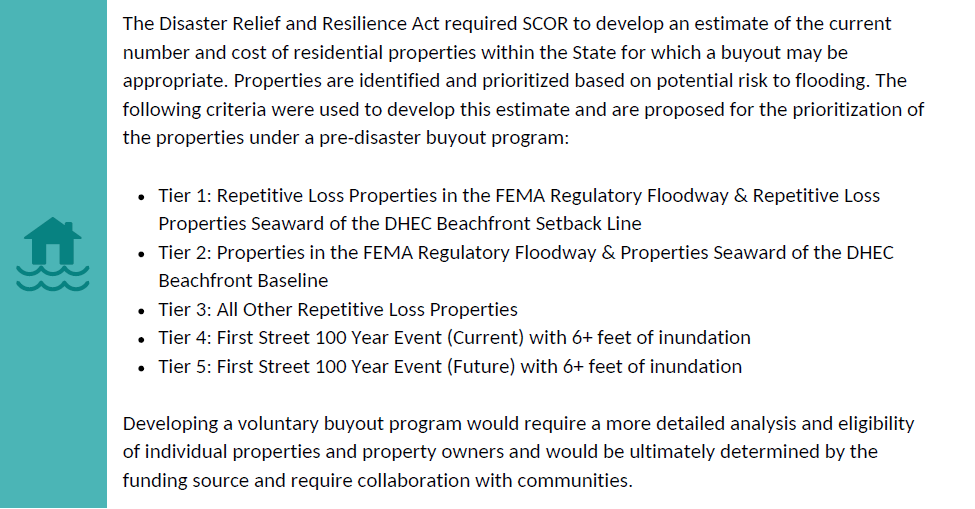 The Disaster Relief and Resilience Act required SCOR to develop an estimate of the current
number and cost of residential properties within the State for which a buyout may be
appropriate. Properties are identified and prioritized based on potential risk to flooding. The
following criteria were used to develop this estimate and are proposed for the prioritization of
the properties under a pre-disaster buyout program:
• Tier 1: Repetitive Loss Properties in the FEMA Regulatory Floodway & Repetitive Loss
Properties Seaward of the DHEC Beachfront Setback Line
• Tier 2: Properties in the FEMA Regulatory Floodway & Properties Seaward of the DHEC
Beachfront Baseline
• Tier 3: All Other Repetitive Loss Properties
• Tier 4: First Street 100 Year Event (Current) with 6+ feet of inundation
• Tier 5: First Street 100 Year Event (Future) with 6+ feet of inundation
Developing a voluntary buyout program would require a more detailed analysis and eligibility
of individual properties and property owners and would be ultimately determined by the
funding source and require collaboration with communities.